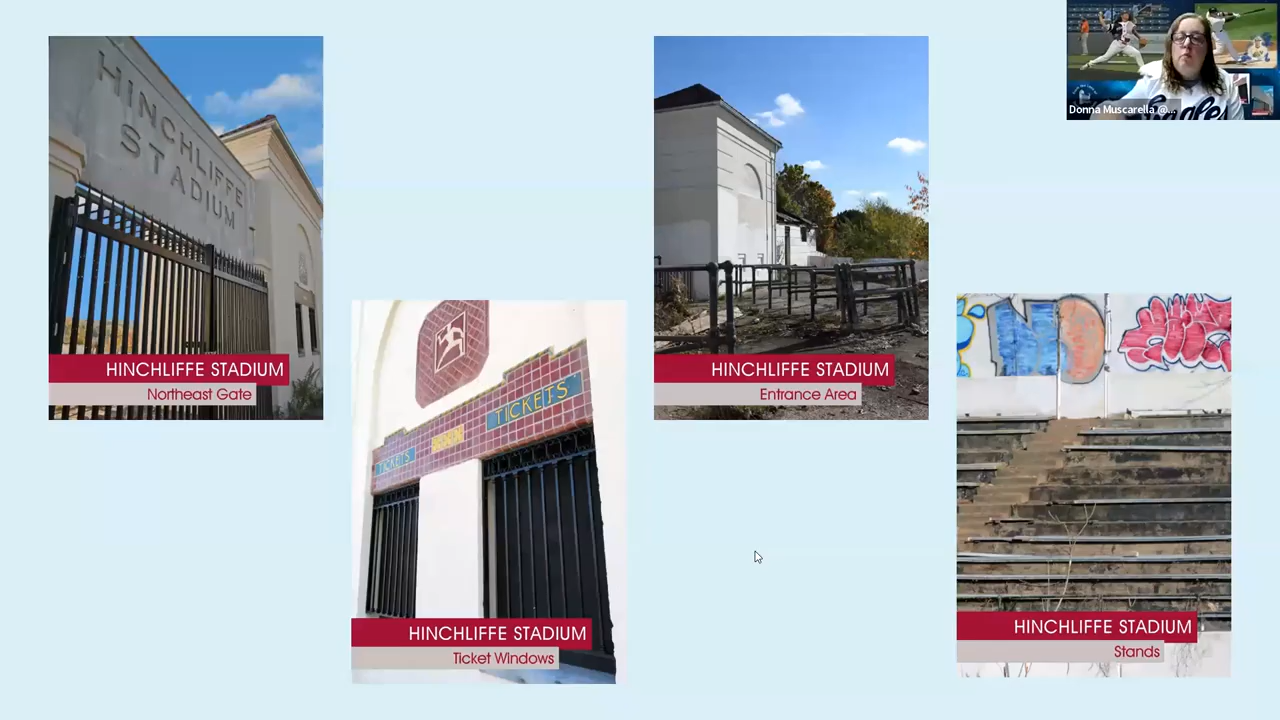 HINCHLIFFE
STADIUM
HINCHLIFFE STADIUM
Northeast Gate
TICKETS
TICKETS
HINCHLIFFE STADIUM
Ticket Windows
HINCHLIFFE STADIUM
Entrance Area
HINCHLIFFE STADIUM
Stands
Donna Muscarella @...
Eagles